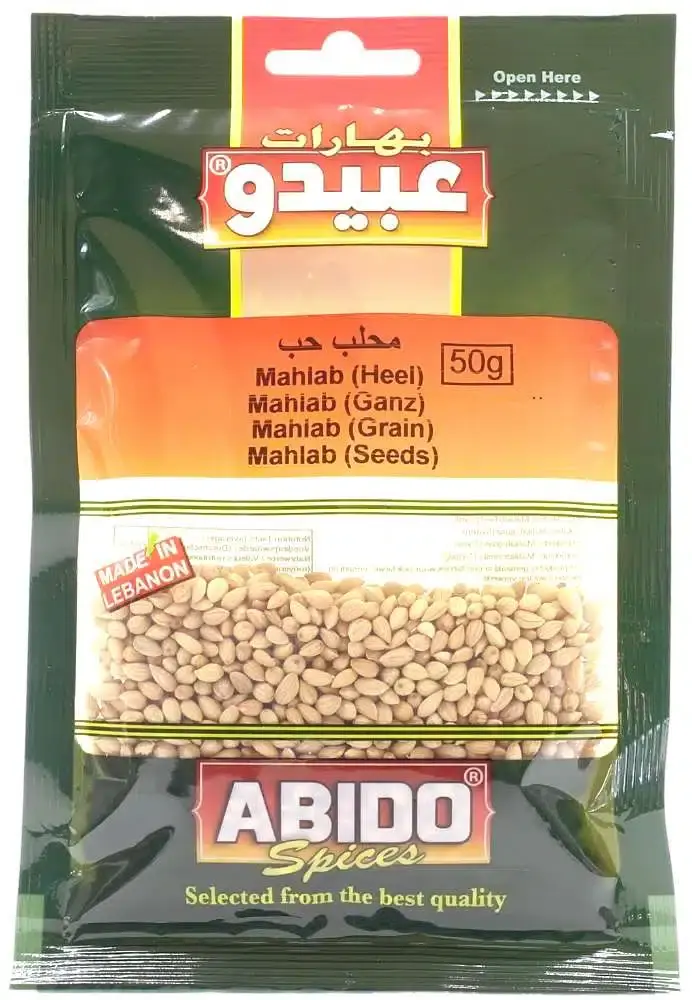 Open Here
بهارات
عبيدو®
محلب حب
Mahlab (Heel)
50g
Mahlab (Ganz)
Mahlab (Grain)
Mahlab (Seeds)
MADE IN
LEBANON
ABIDO®
Spices
Selected from the best quality